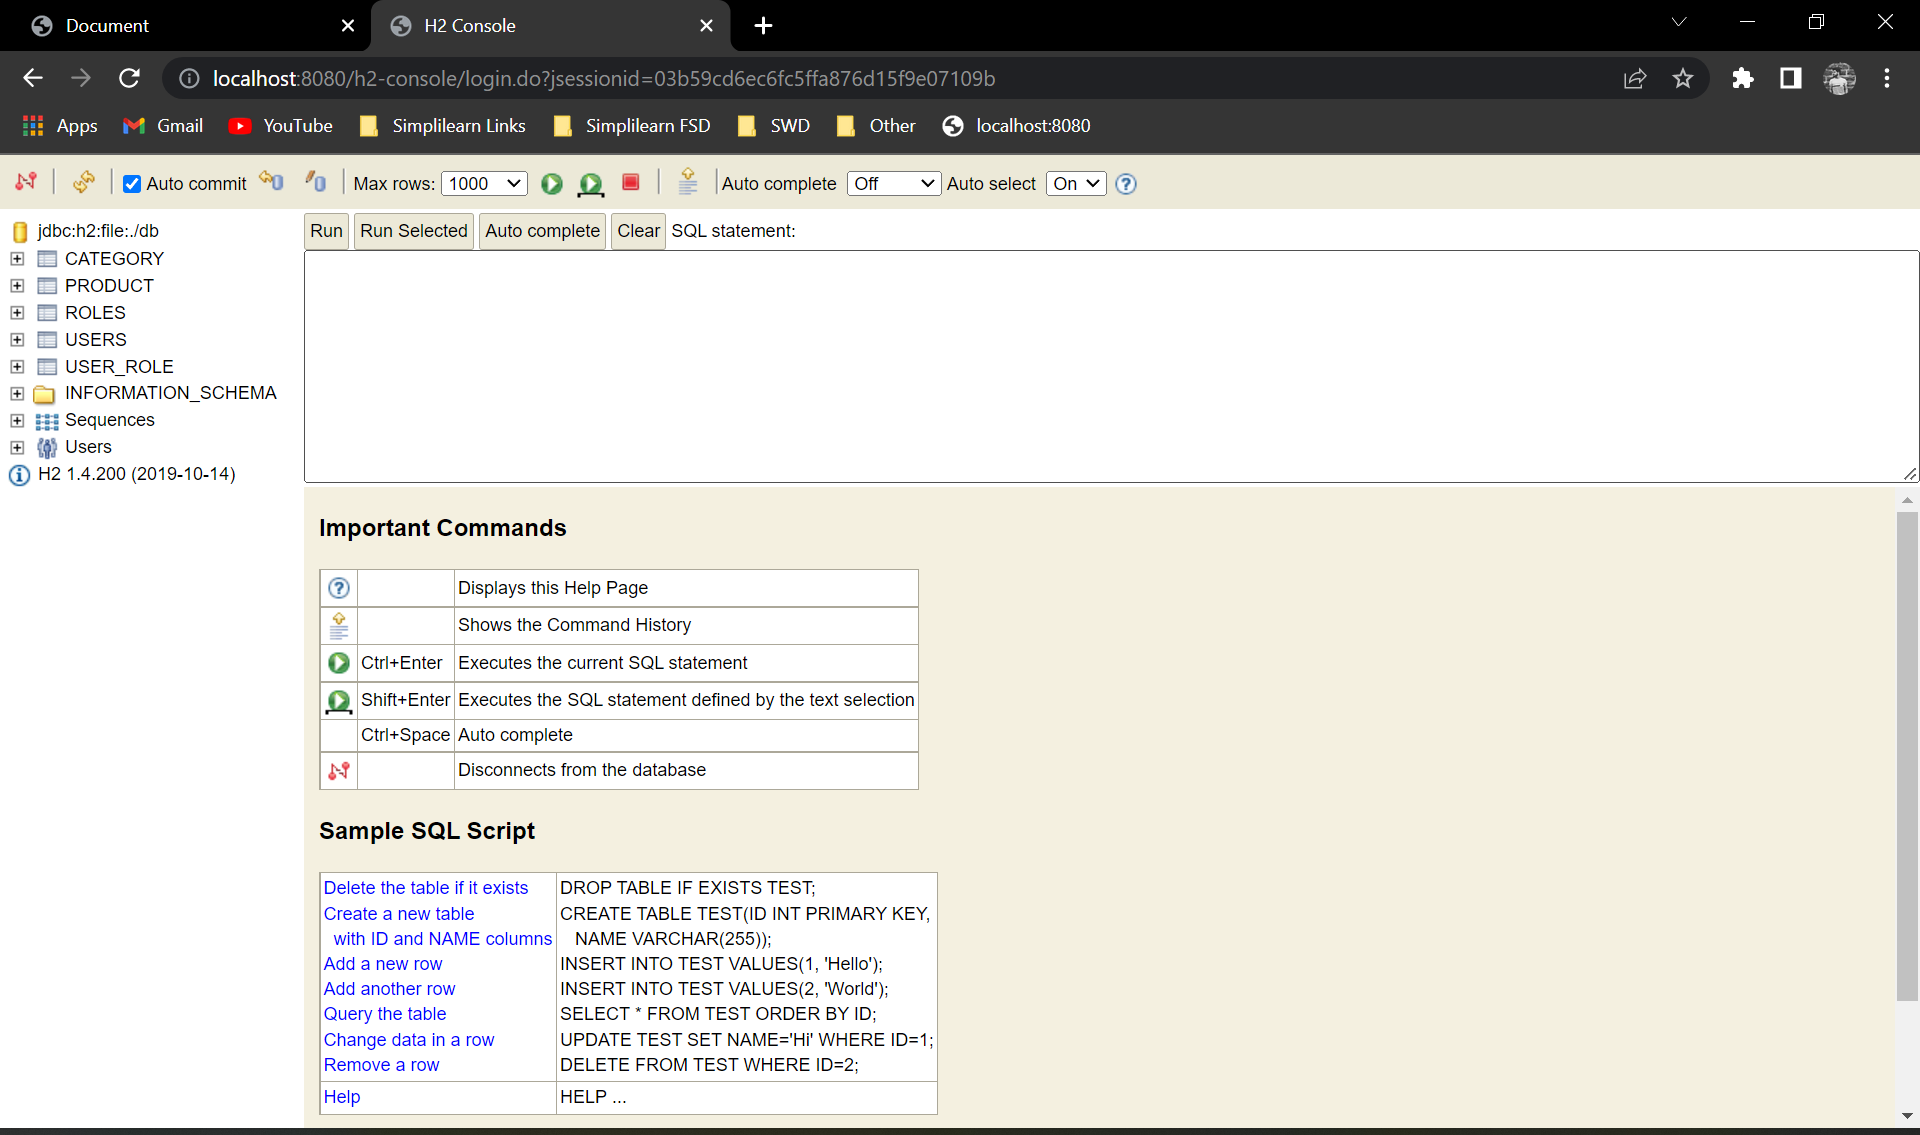 Document
H2 Console
localhost:8080/h2-console/login.do?jsessionid=03b59cd6ec6fc5ffa876d15f9e07109b
Apps Gmail YouTube Simplilearn Links Simplilearn FSD SWD Other localhost:8080
Auto commit Max rows: 1000 Auto complete Off Auto select On
jdbc:h2:file:./db
CATEGORY
PRODUCT
ROLES
USERS
USER_ROLE
INFORMATION_SCHEMA
Sequences
Users
H2 1.4.200 (2019-10-14)
Run Run Selected Auto complete Clear SQL statement:
Important Commands
Displays this Help Page
Shows the Command History
Ctrl+Enter Executes the current SQL statement
Shift+Enter Executes the SQL statement defined by the text selection
Ctrl+Space Auto complete
Disconnects from the database
Sample SQL Script
Delete the table if it exists DROP TABLE IF EXISTS TEST;
Create a new table CREATE TABLE TEST(ID INT PRIMARY KEY,
with ID and NAME columns NAME VARCHAR(255));
Add a new row INSERT INTO TEST VALUES(1, 'Hello');
Add another row INSERT INTO TEST VALUES(2, 'World');
Query the table SELECT * FROM TEST ORDER BY ID;
Change data in a row UPDATE TEST SET NAME='Hi' WHERE ID=1;
Remove a row DELETE FROM TEST WHERE ID=2;
Help HELP ...